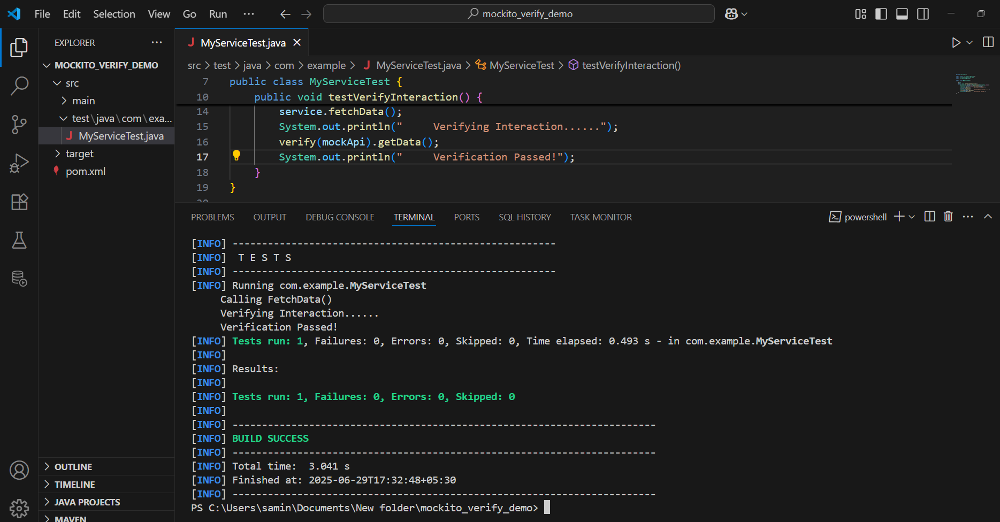 File Edit Selection View Go Run ··· mockito_verify_demo
EXPLORER ···
MOCKITO_VERIFY_DEMO
src
main
test\java\com\exa...
MyServiceTest.java
target
pom.xml
OUTLINE
TIMELINE
JAVA PROJECTS
MAVEN
MyServiceTest.java
src > test > java > com > example > MyServiceTest.java > MyServiceTest > testVerifyInteraction()
7 public class MyServiceTest {
10 public void testVerifyInteraction() {
14 service.fetchData();
15 System.out.println("     Verifying Interaction......");
16 verify(mockApi).getData();
17 System.out.println("     Verification Passed!");
18 }
19 }
20
PROBLEMS OUTPUT DEBUG CONSOLE TERMINAL PORTS SQL HISTORY TASK MONITOR powershell
[INFO] -------------------------------------------------------
[INFO]  T E S T S
[INFO] -------------------------------------------------------
[INFO] Running com.example.MyServiceTest
     Calling FetchData()
     Verifying Interaction......
     Verification Passed!
[INFO] Tests run: 1, Failures: 0, Errors: 0, Skipped: 0, Time elapsed: 0.493 s - in com.example.MyServiceTest
[INFO]
[INFO] Results:
[INFO]
[INFO] Tests run: 1, Failures: 0, Errors: 0, Skipped: 0
[INFO]
[INFO] ------------------------------------------------------------------------
[INFO] BUILD SUCCESS
[INFO] ------------------------------------------------------------------------
[INFO] Total time:  3.041 s
[INFO] Finished at: 2025-06-29T17:32:48+05:30
[INFO] ------------------------------------------------------------------------
PS C:\Users\samin\Documents\New folder\mockito_verify_demo>